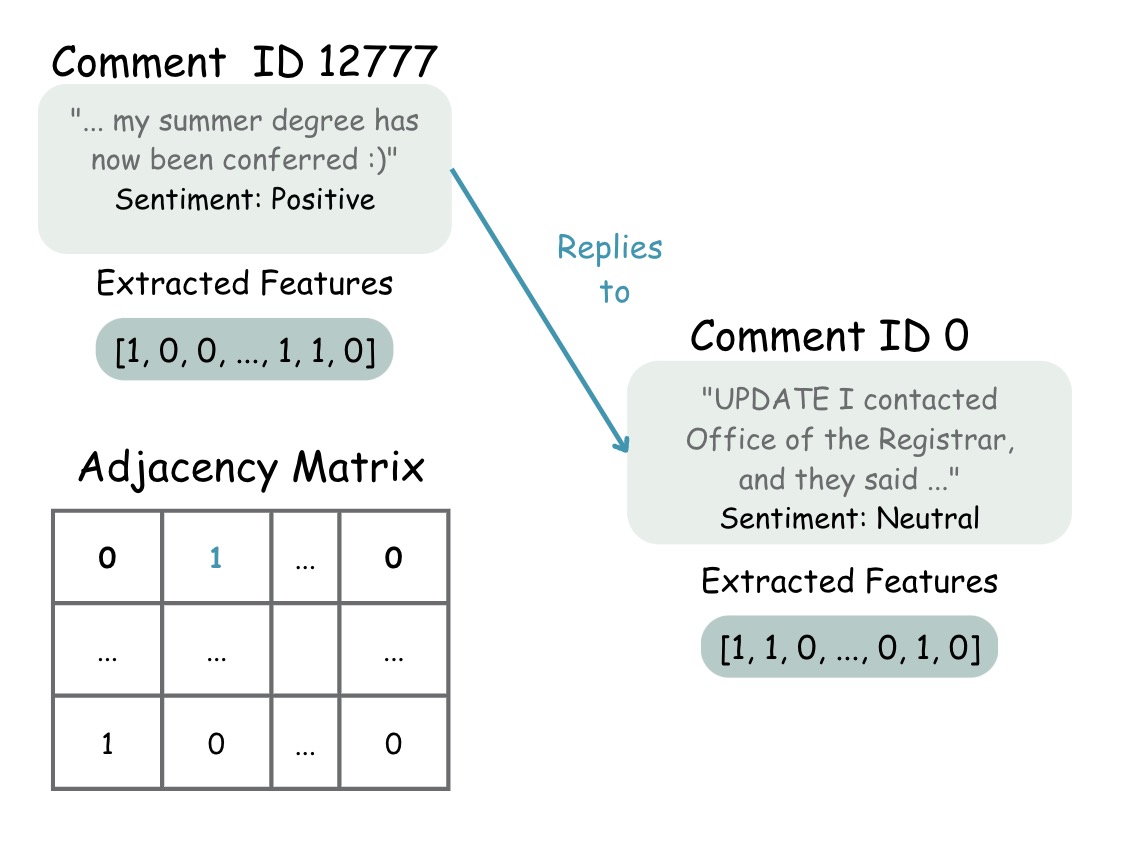 Comment ID 12777
"... my summer degree has
now been conferred :)"
Sentiment: Positive
Extracted Features
[1, 0, 0, ..., 1, 1, 0]
Replies
to
Comment ID 0
"UPDATE I contacted
Office of the Registrar,
and they said ..."
Sentiment: Neutral
Extracted Features
[1, 1, 0, ..., 0, 1, 0]
Adjacency Matrix
0 1 ... 0
... ... ...
1 0 ... 0